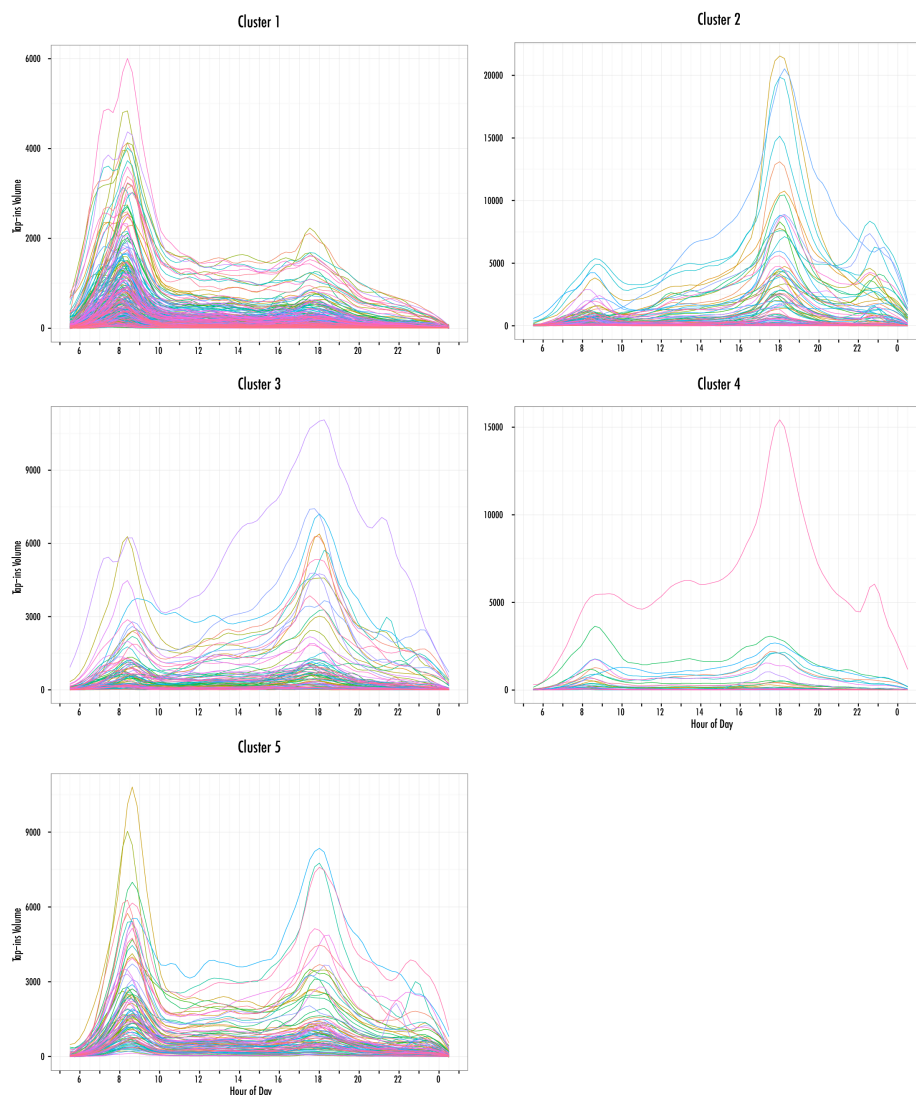 Cluster 1
6000
4000
2000
0
Tap-ins Volume
6 8 10 12 14 16 18 20 22 0
Cluster 2
20000
15000
10000
5000
0
6 8 10 12 14 16 18 20 22 0
Cluster 3
9000
6000
3000
0
Tap-ins Volume
6 8 10 12 14 16 18 20 22 0
Cluster 4
15000
10000
5000
0
6 8 10 12 14 16 18 20 22 0
Hour of Day
Cluster 5
9000
6000
3000
0
Tap-ins Volume
6 8 10 12 14 16 18 20 22 0
Hour of Day